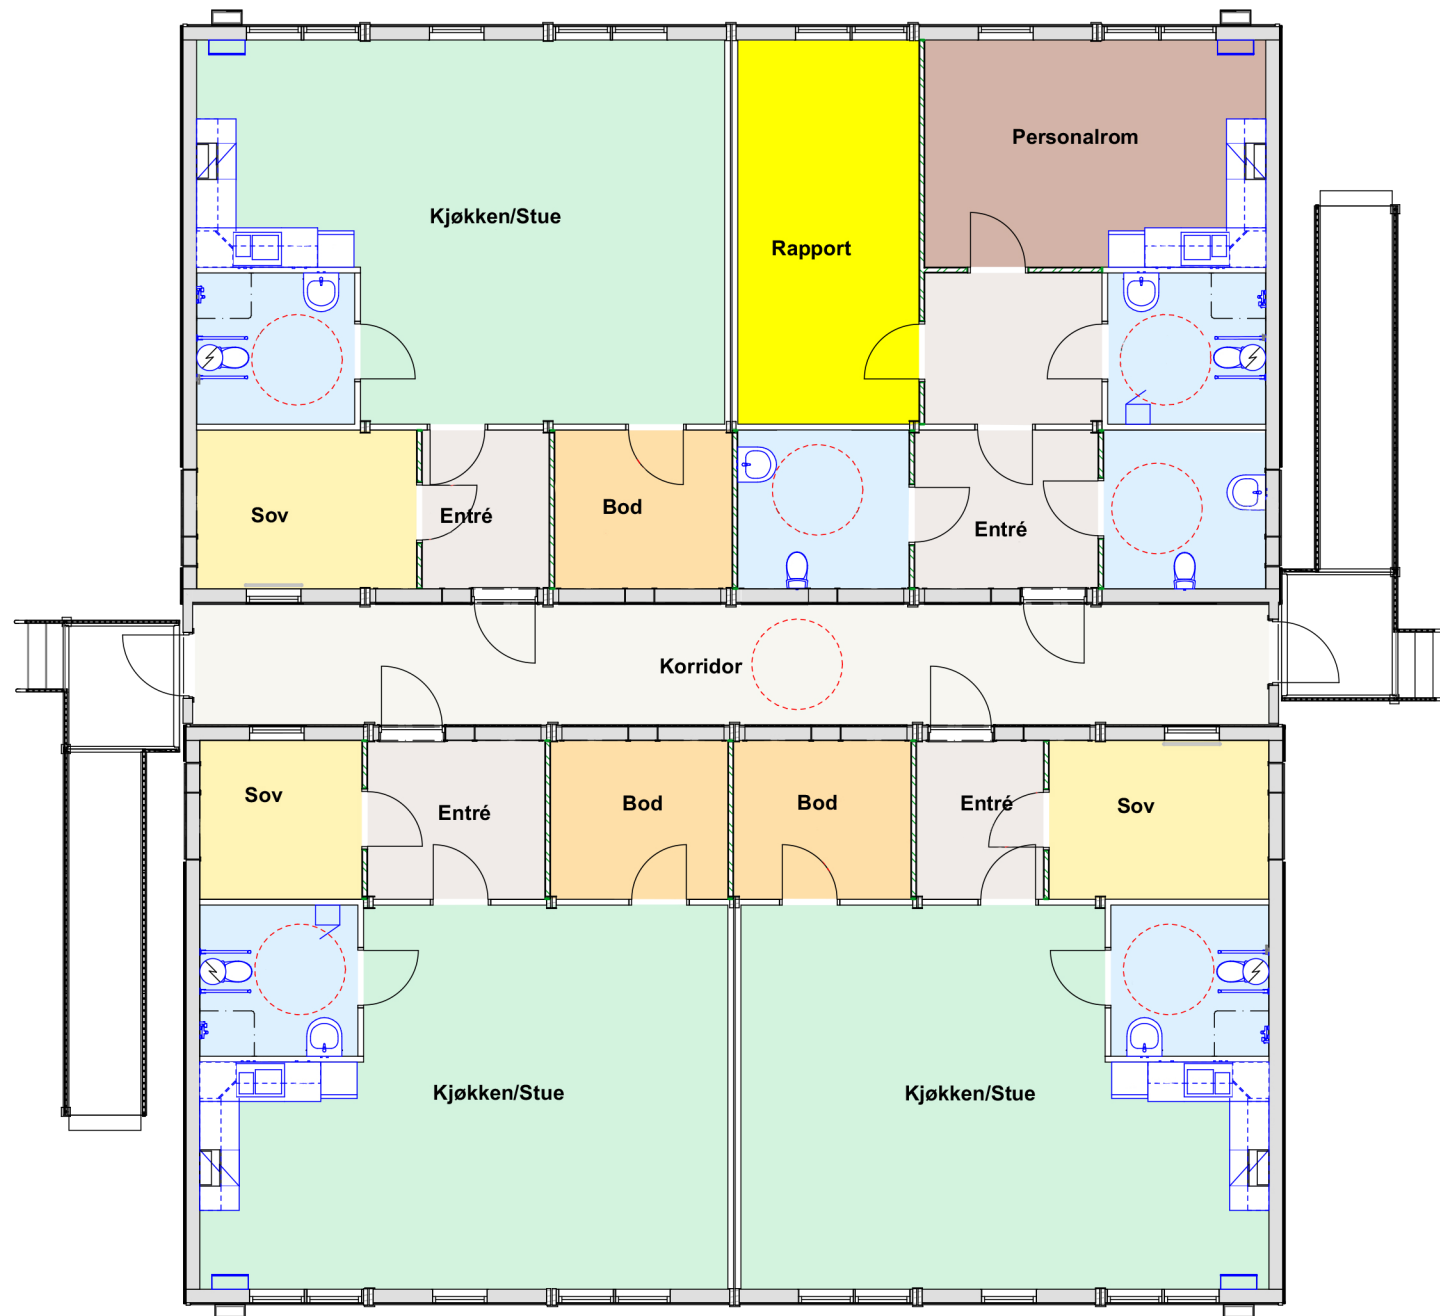 Personalrom
Kjøkken/Stue
Rapport
Sov
Entré
Bod
Entré
Korridor
Sov
Entré
Bod
Bod
Entré
Sov
Kjøkken/Stue
Kjøkken/Stue